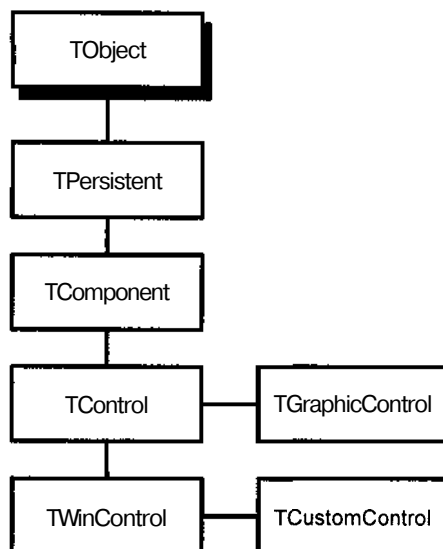 TObject
TPersistent
TComponent
TControl
TGraphicControl
TWinControl
TCustomControl